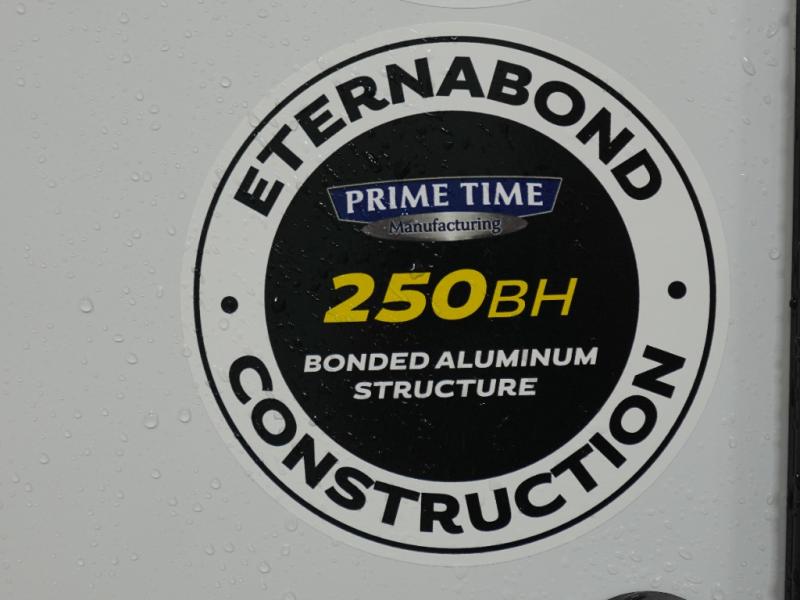 ETERNABOND
PRIME TIME
Manufacturing
250BH
BONDED ALUMINUM
STRUCTURE
CONSTRUCTION